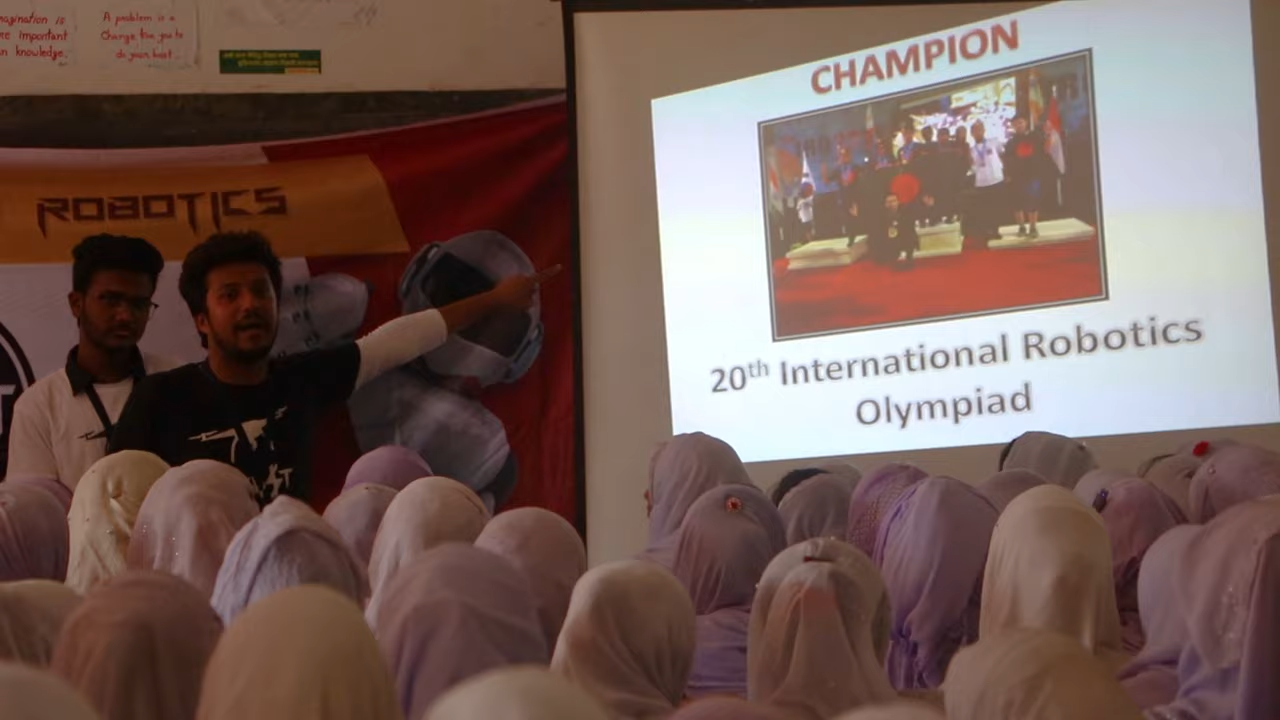 magination is
re important
n knowledge.
A problem is a
Change for you to
do your best.
ROBOTICS
CHAMPION
20th International Robotics
Olympiad